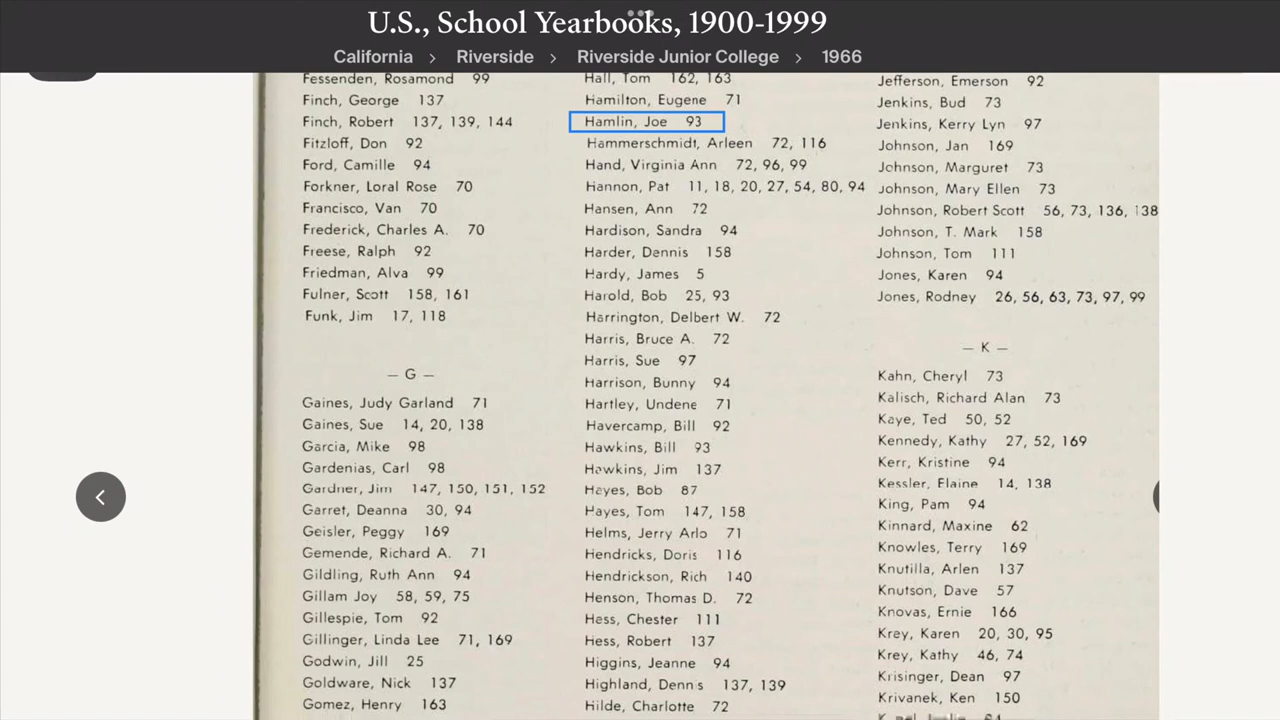 U.S., School Yearbooks, 1900-1999
California > Riverside > Riverside Junior College > 1966
Fessenden, Rosamond 99
Finch, George 137
Finch, Robert 137, 139, 144
Fitzloff, Don 92
Ford, Camille 94
Forkner, Loral Rose 70
Francisco, Van 70
Frederick, Charles A. 70
Freese, Ralph 92
Friedman, Alva 99
Fulner, Scott 158, 161
Funk, Jim 17, 118
— G —
Gaines, Judy Garland 71
Gaines, Sue 14, 20, 138
Garcia, Mike 98
Gardenias, Carl 98
Gardner, Jim 147, 150, 151, 152
Garret, Deanna 30, 94
Geisler, Peggy 169
Gemende, Richard A. 71
Gildling, Ruth Ann 94
Gillam Joy 58, 59, 75
Gillespie, Tom 92
Gillinger, Linda Lee 71, 169
Godwin, Jill 25
Goldware, Nick 137
Gomez, Henry 163
Hall, Tom 162, 163
Hamilton, Eugene 71
Hamlin, Joe 93
Hammerschmidt, Arleen 72, 116
Hand, Virginia Ann 72, 96, 99
Hannon, Pat 11, 18, 20, 27, 54, 80, 94
Hansen, Ann 72
Hardison, Sandra 94
Harder, Dennis 158
Hardy, James 5
Harold, Bob 25, 93
Harrington, Delbert W. 72
Harris, Bruce A. 72
Harris, Sue 97
Harrison, Bunny 94
Hartley, Undene 71
Havercamp, Bill 92
Hawkins, Bill 93
Hawkins, Jim 137
Hayes, Bob 87
Hayes, Tom 147, 158
Helms, Jerry Arlo 71
Hendricks, Doris 116
Hendrickson, Rich 140
Henson, Thomas D. 72
Hess, Chester 111
Hess, Robert 137
Higgins, Jeanne 94
Highland, Dennis 137, 139
Hilde, Charlotte 72
Jefferson, Emerson 92
Jenkins, Bud 73
Jenkins, Kerry Lyn 97
Johnson, Jan 169
Johnson, Marguret 73
Johnson, Mary Ellen 73
Johnson, Robert Scott 56, 73, 136, 138
Johnson, T. Mark 158
Johnson, Tom 111
Jones, Karen 94
Jones, Rodney 26, 56, 63, 73, 97, 99
— K —
Kahn, Cheryl 73
Kalisch, Richard Alan 73
Kaye, Ted 50, 52
Kennedy, Kathy 27, 52, 169
Kerr, Kristine 94
Kessler, Elaine 14, 138
King, Pam 94
Kinnard, Maxine 62
Knowles, Terry 169
Knutilla, Arlen 137
Knutson, Dave 57
Knovas, Ernie 166
Krey, Karen 20, 30, 95
Krey, Kathy 46, 74
Krisinger, Dean 97
Krivanek, Ken 150